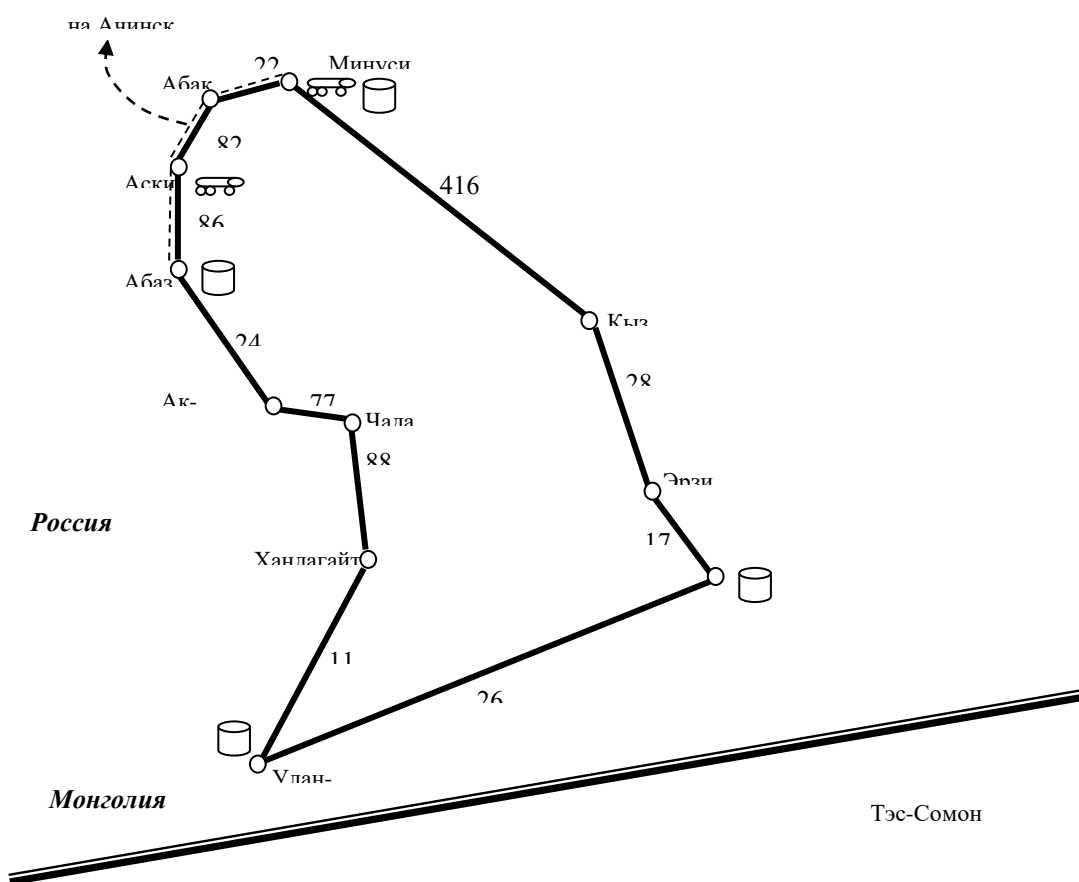 на Ачинск
22
Минуси
Абак
82
Аски
416
86
Абаз
Кыз
24
28
Ак-
77
Чала
88
Эрзи
Россия
17
Хандагайт
11
26
Улан-
Монголия
Тэс-Сомон